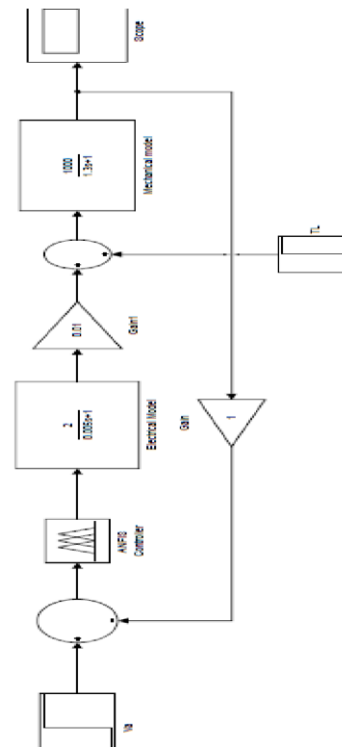 Scope
1000
1.3s+1
Mechanical model
TL
0.01
Gain1
2
0.005s+1
Electrical Model
1
Gain
ANFIS
Controller
Va